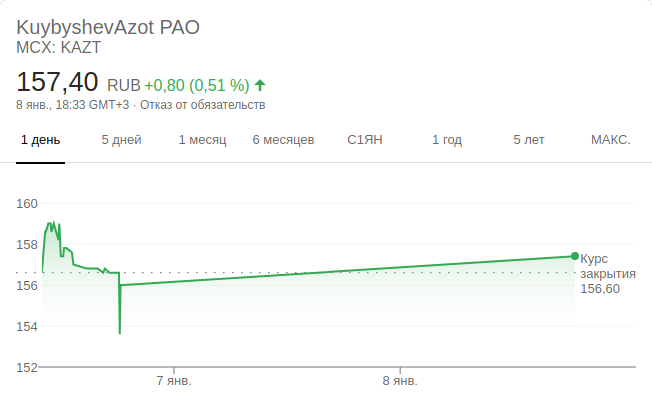 KuybyshevAzot PAO
MCX: KAZT
157,40 RUB +0,80 (0,51 %)
8 янв., 18:33 GMT+3 · Отказ от обязательств
1 день 5 дней 1 месяц 6 месяцев С1ЯН 1 год 5 лет МАКС.
160
158
Курс
закрытия
156,60
156
154
152
7 янв. 8 янв.